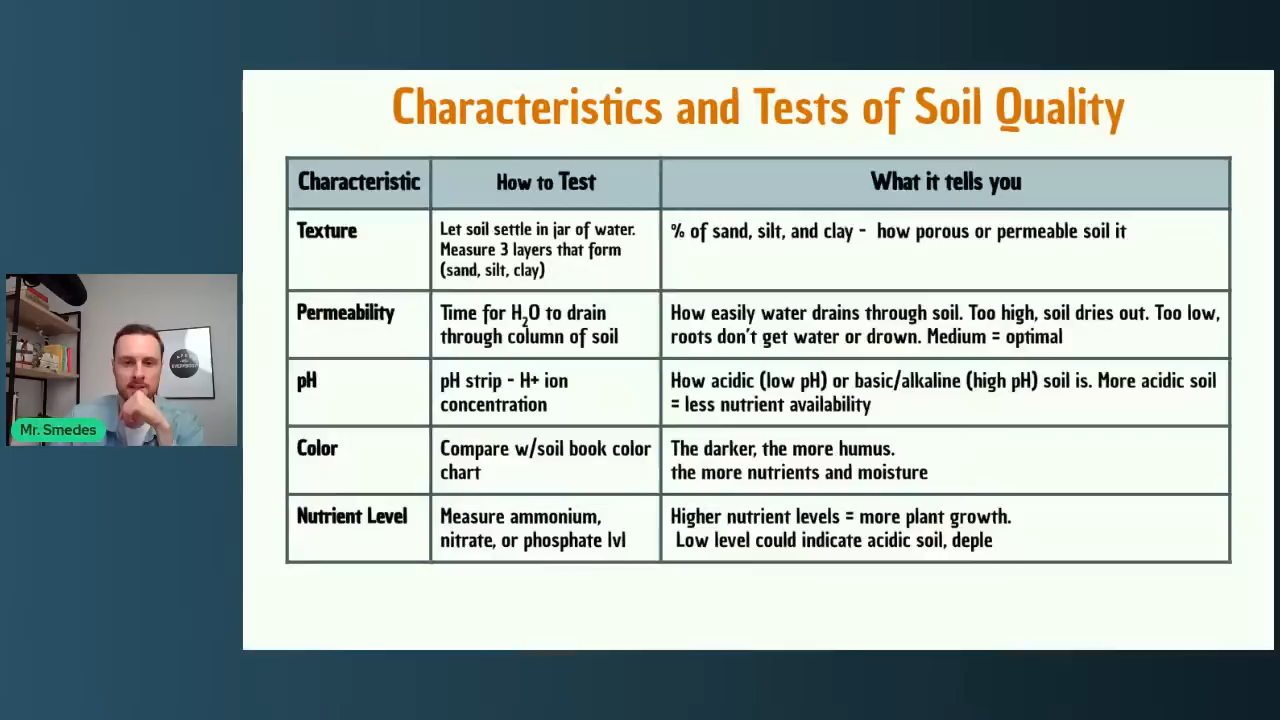 Characteristics and Tests of Soil Quality
Characteristic
How to Test
What it tells you
Texture
Let soil settle in jar of water.
Measure 3 layers that form
(sand, silt, clay)
% of sand, silt, and clay - how porous or permeable soil it
Permeability
Time for H₂O to drain
through column of soil
How easily water drains through soil. Too high, soil dries out. Too low,
roots don't get water or drown. Medium = optimal
pH
pH strip - H+ ion
concentration
How acidic (low pH) or basic/alkaline (high pH) soil is. More acidic soil
= less nutrient availability
Color
Compare w/soil book color
chart
The darker, the more humus.
the more nutrients and moisture
Nutrient Level
Measure ammonium,
nitrate, or phosphate lvl
Higher nutrient levels = more plant growth.
Low level could indicate acidic soil, deple
Mr. Smedes